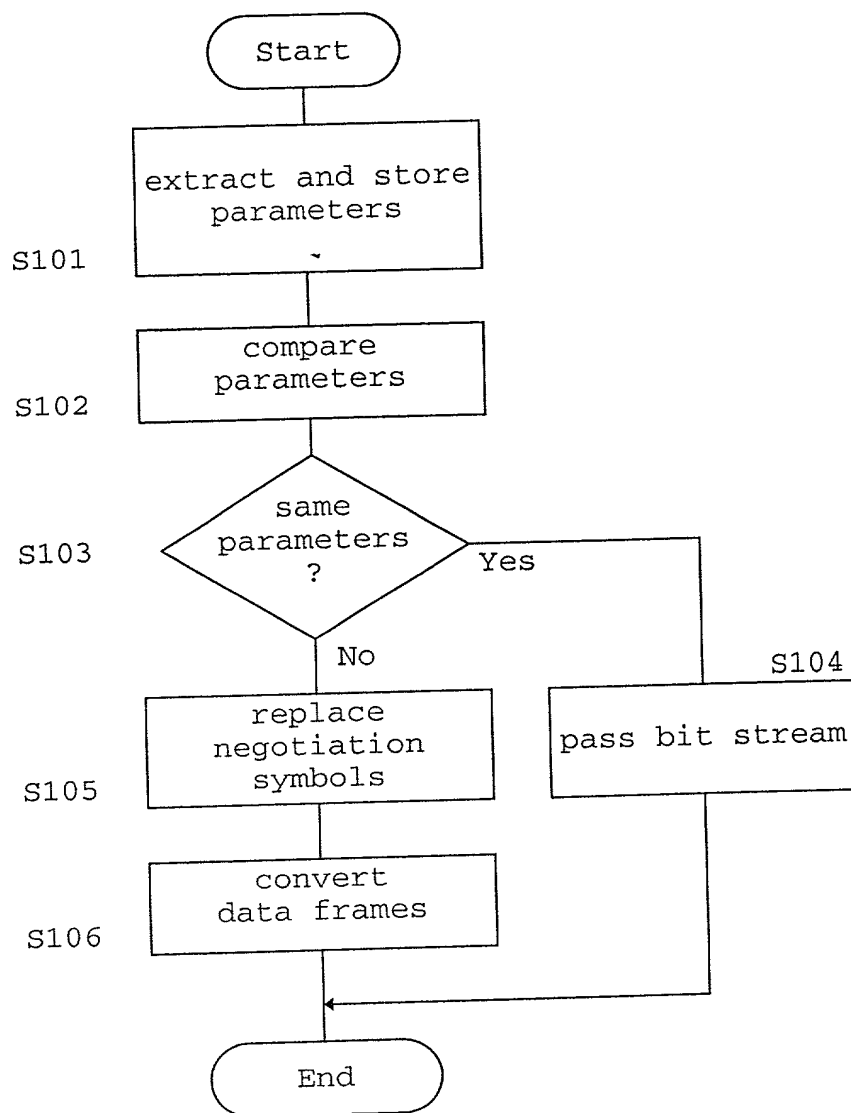 Start
extract and store
parameters
S101
compare
parameters
S102
same
parameters
?
S103
Yes
No
S104
pass bit stream
replace
negotiation
symbols
S105
convert
data frames
S106
End